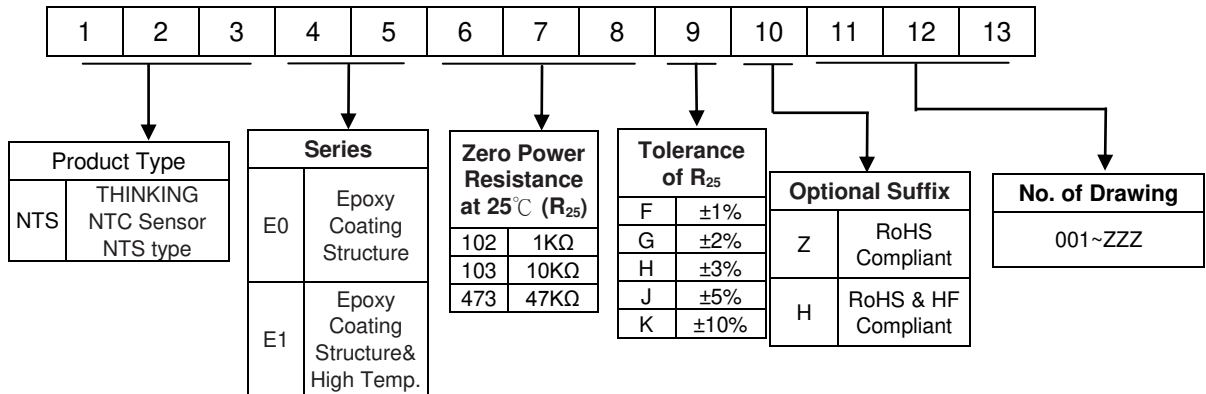 1 2 3 4 5 6 7 8 9 10 11 12 13
Product Type
NTS
THINKING
NTC Sensor
NTS type
Series
E0
Epoxy
Coating
Structure
E1
Epoxy
Coating
Structure&
High Temp.
Zero Power
Resistance
at 25℃ (R25)
102 1KΩ
103 10KΩ
473 47KΩ
Tolerance
of R25
F ±1%
G ±2%
H ±3%
J ±5%
K ±10%
Optional Suffix
Z
RoHS
Compliant
H
RoHS & HF
Compliant
No. of Drawing
001~ZZZ